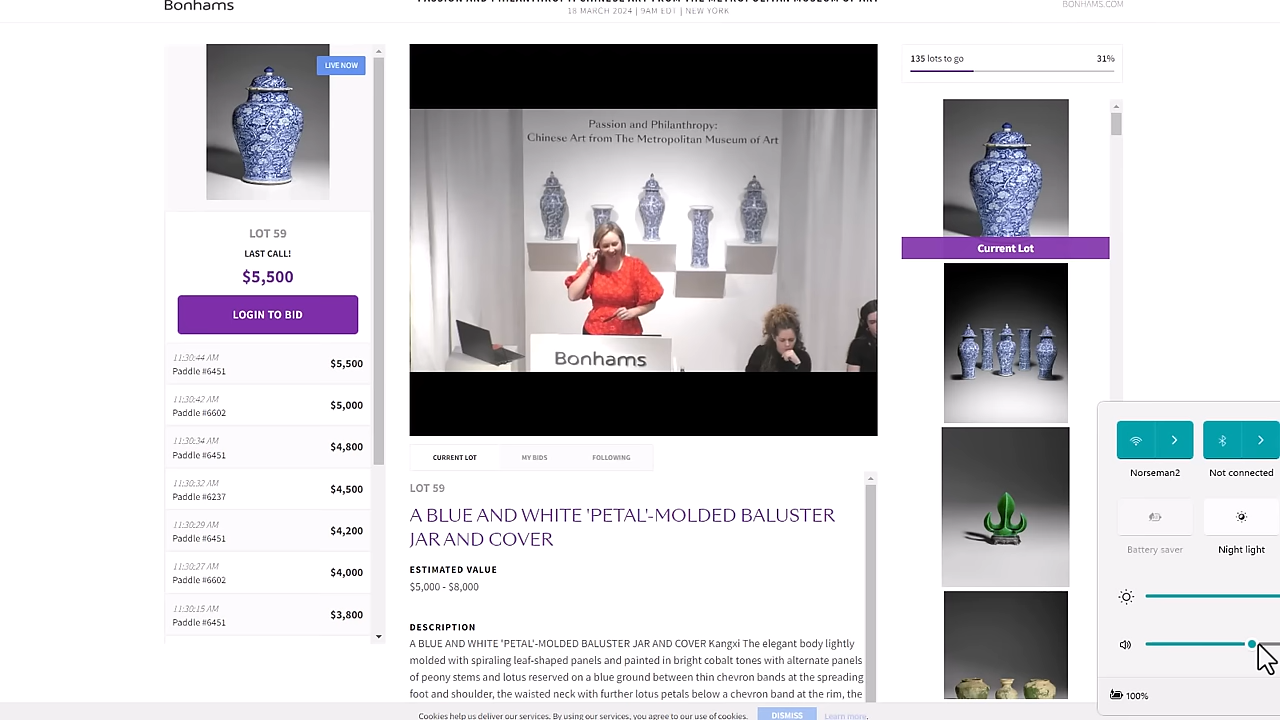 Bonhams
PASSION AND PHILANTHROPY: CHINESE ART FROM THE METROPOLITAN MUSEUM OF ART
18 MARCH 2024 | 9AM EDT | NEW YORK
BONHAMS.COM
LIVE NOW
LOT 59
LAST CALL!
$5,500
LOGIN TO BID
11:30:44 AM
Paddle #6451 $5,500
11:30:42 AM
Paddle #6602 $5,000
11:30:34 AM
Paddle #6451 $4,800
11:30:32 AM
Paddle #6237 $4,500
11:30:29 AM
Paddle #6451 $4,200
11:30:27 AM
Paddle #6602 $4,000
11:30:15 AM
Paddle #6451 $3,800
Passion and Philanthropy:
Chinese Art from The Metropolitan Museum of Art
Bonhams
CURRENT LOT MY BIDS FOLLOWING
LOT 59
A BLUE AND WHITE 'PETAL'-MOLDED BALUSTER
JAR AND COVER
ESTIMATED VALUE
$5,000 - $8,000
DESCRIPTION
A BLUE AND WHITE 'PETAL'-MOLDED BALUSTER JAR AND COVER Kangxi The elegant body lightly
molded with spiraling leaf-shaped panels and painted in bright cobalt tones with alternate panels
of peony stems and lotus reserved on a blue ground between thin chevron bands at the spreading
foot and shoulder, the waisted neck with further lotus petals below a chevron band at the rim, the
135 lots to go 31%
Current Lot
Norseman2 Not connected
Battery saver Night light
100%
Cookies help us deliver our services. By using our services, you agree to our use of cookies. DISMISS Learn more.